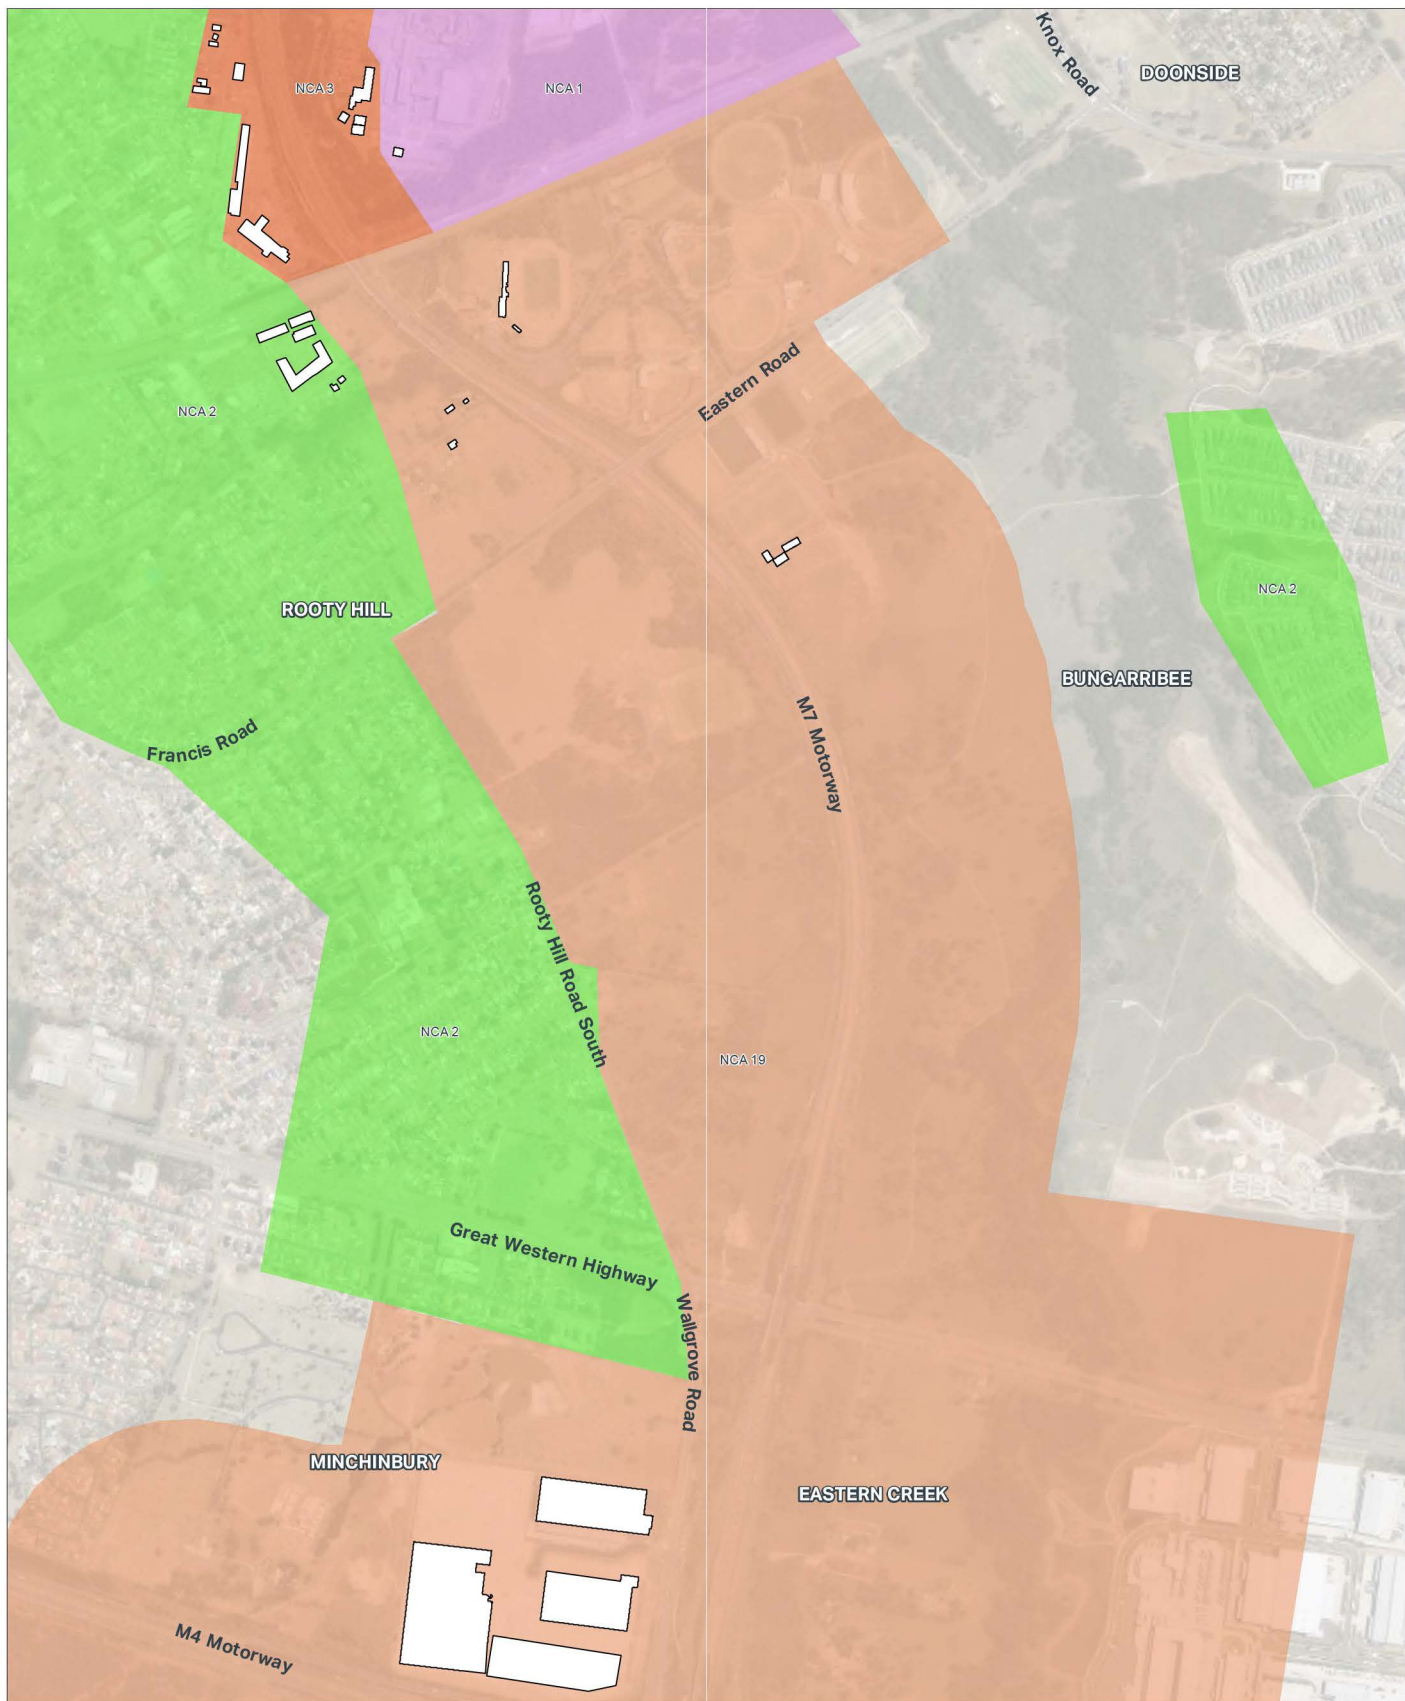 Knox Road
DOONSIDE
NCA 3
NCA 1
Eastern Road
NCA 2
NCA 2
ROOTY HILL
BUNGARRIBEE
Francis Road
M7 Motorway
Rooty Hill Road South
NCA 2
NCA 19
Great Western Highway
Wallgrove Road
MINCHINBURY
EASTERN CREEK
M4 Motorway